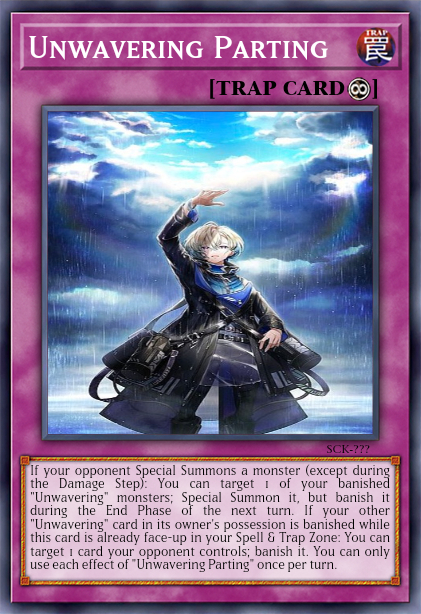 Unwavering Parting
TRAP
罠
[TRAP CARD∞]
SCK-???
If your opponent Special Summons a monster (except during
the Damage Step): You can target 1 of your banished
"Unwavering" monsters; Special Summon it, but banish it
during the End Phase of the next turn. If your other
"Unwavering" card in its owner's possession is banished while
this card is already face-up in your Spell & Trap Zone: You can
target 1 card your opponent controls; banish it. You can only
use each effect of "Unwavering Parting" once per turn.